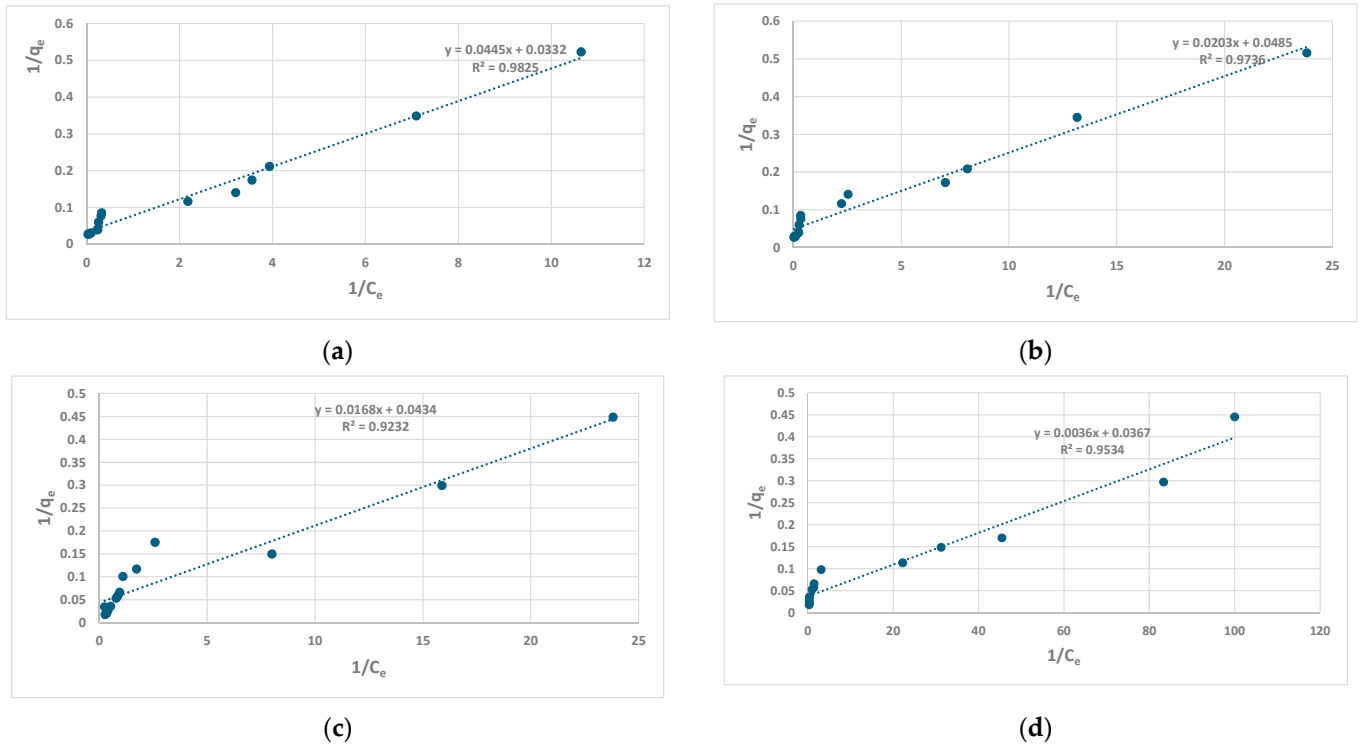 0.6
0.5
0.4
0.3
0.2
0.1
0
1/qe
y = 0.0445x + 0.0332
R² = 0.9825
0 2 4 6 8 10 12
1/Ce
(a)
0.6
0.5
0.4
0.3
0.2
0.1
0
1/qe
y = 0.0203x + 0.0485
R² = 0.9736
0 5 10 15 20 25
1/Ce
(b)
0.5
0.45
0.4
0.35
0.3
0.25
0.2
0.15
0.1
0.05
0
1/qe
y = 0.0168x + 0.0434
R² = 0.9232
0 5 10 15 20 25
1/Ce
(c)
0.5
0.45
0.4
0.35
0.3
0.25
0.2
0.15
0.1
0.05
0
1/qe
y = 0.0036x + 0.0367
R² = 0.9534
0 20 40 60 80 100 120
1/Ce
(d)